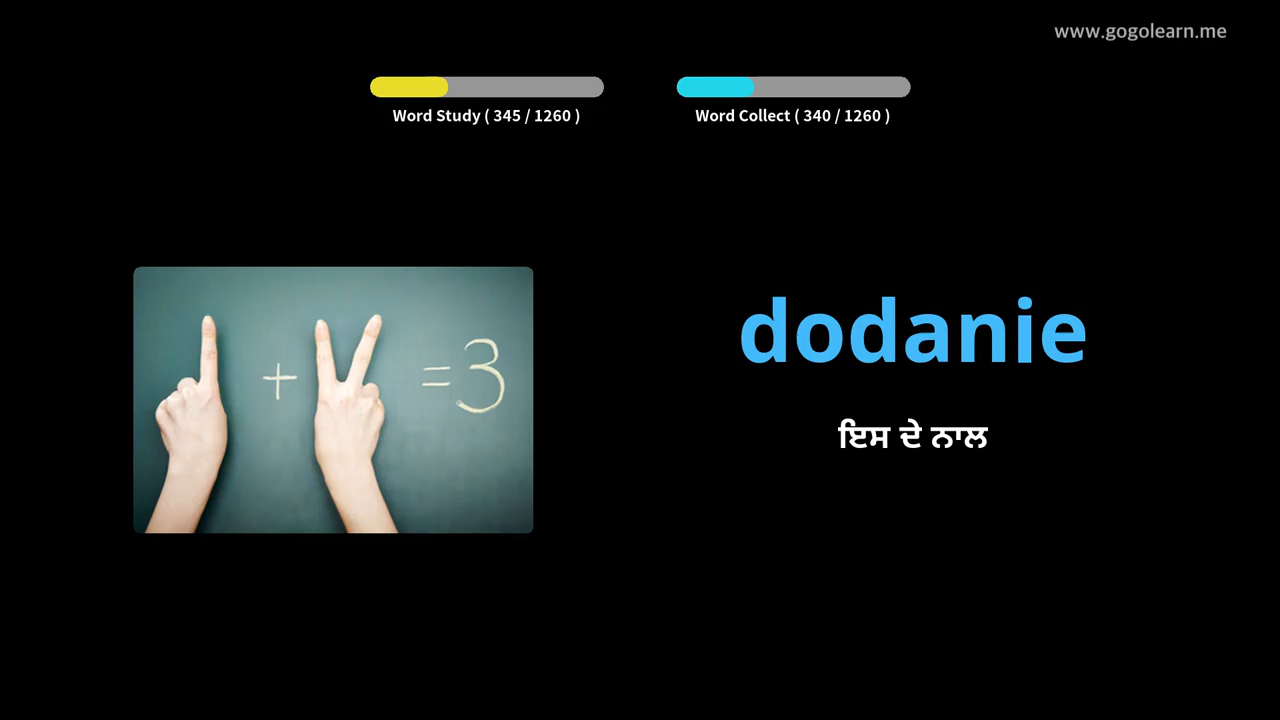 www.gogolearn.me
Word Study ( 345 / 1260 )
Word Collect ( 340 / 1260 )
+ =3
dodanie
ਇਸ ਦੇ ਨਾਲ